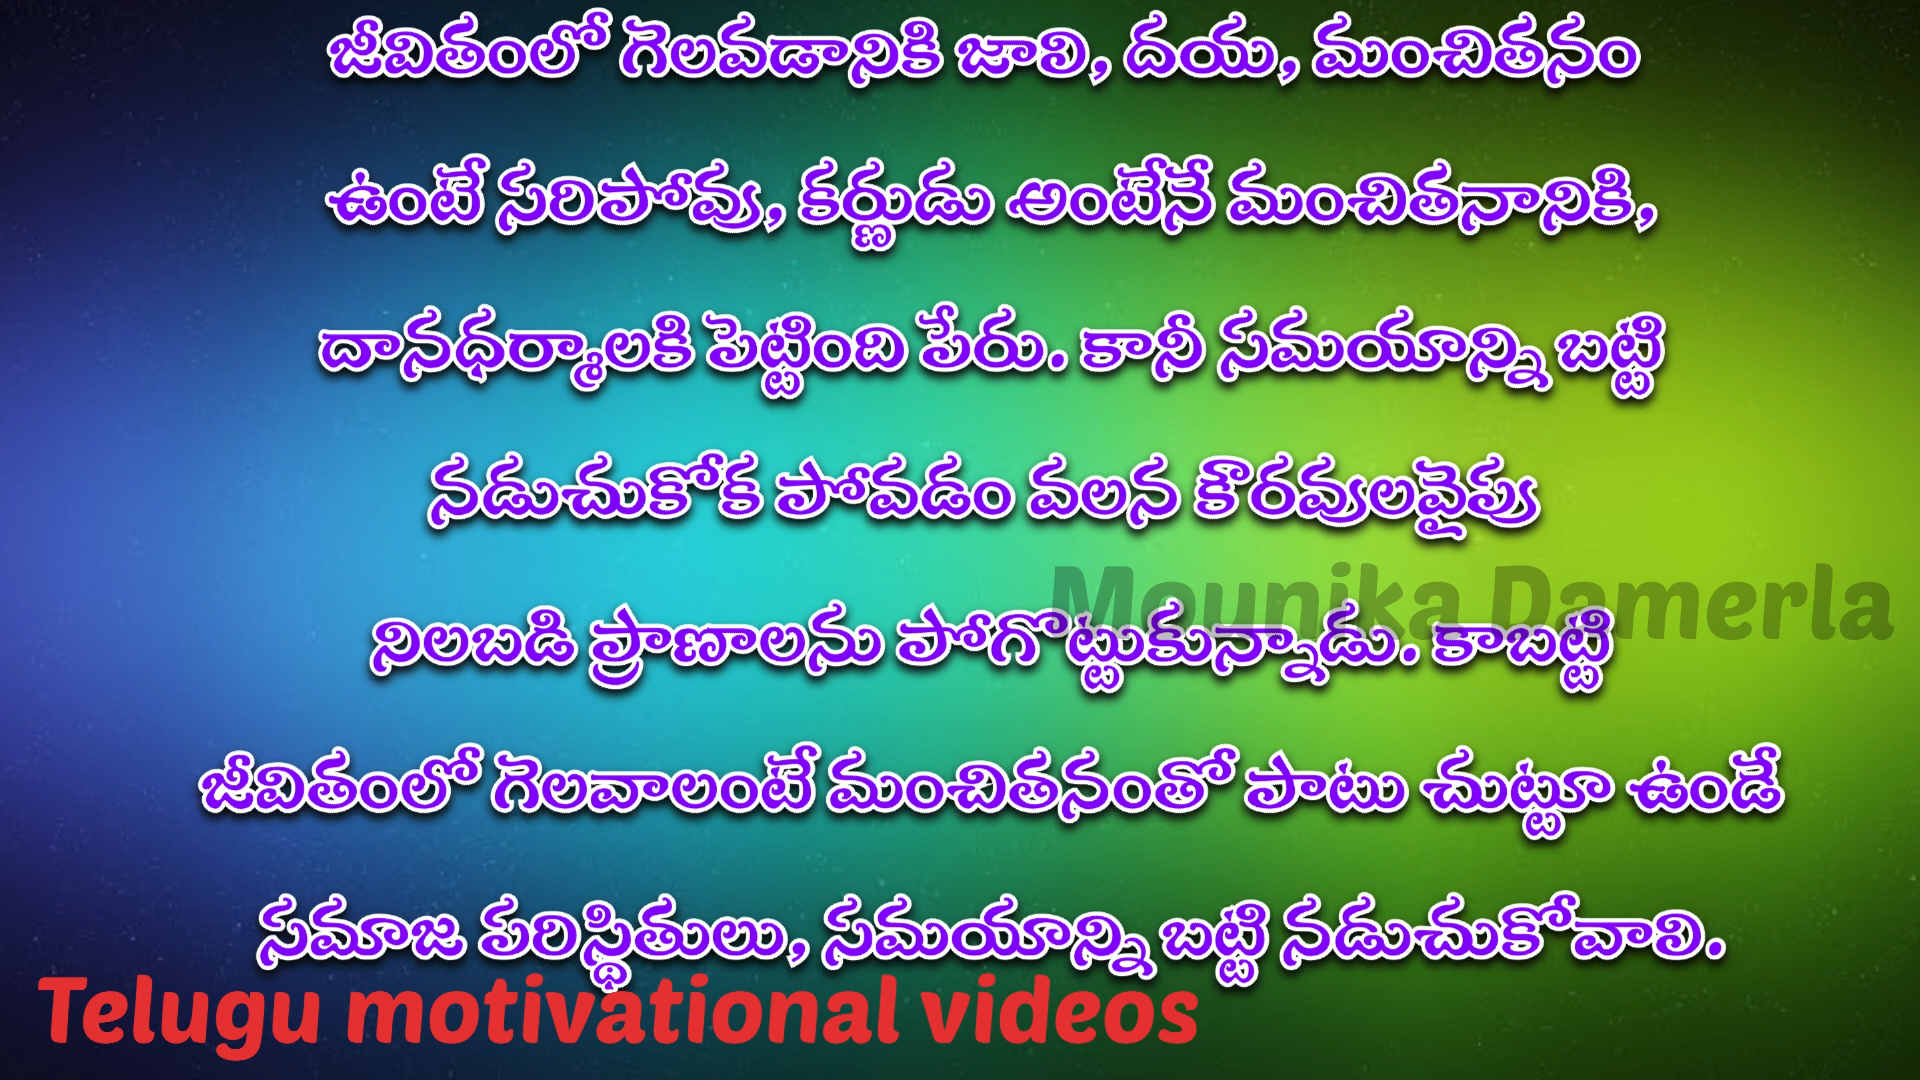 జీవితంలో గెలవడానికి జాలి, దయ, మంచితనం
ఉంటే సరిపోవు, కర్ణుడు అంటేనే మంచితనానికి,
దానధర్మాలకి పెట్టింది పేరు. కానీ సమయాన్ని బట్టి
నడుచుకోక పోవడం వలన కౌరవులవైపు
Mounika Damerla
నిలబడి ప్రాణాలను పోగొట్టుకున్నాడు. కాబట్టి
జీవితంలో గెలవాలంటే మంచితనంతో పాటు చుట్టూ ఉండే
సమాజ పరిస్థితులు, సమయాన్ని బట్టి నడుచుకోవాలి.
Telugu motivational videos